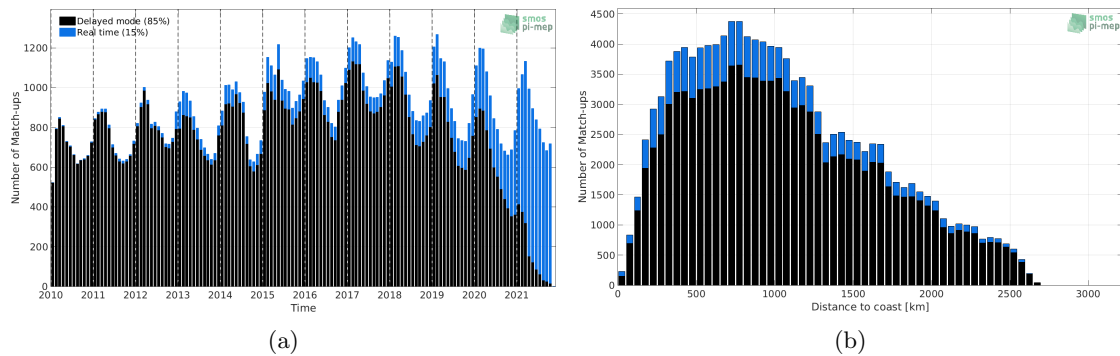 Delayed mode (85%)
Real time (15%)
smos
pi-mep
Number of Match-ups
1200
1000
800
600
400
200
0
2010 2011 2012 2013 2014 2015 2016 2017 2018 2019 2020 2021
Time
(a)
smos
pi-mep
Number of Match-ups
4500
4000
3500
3000
2500
2000
1500
1000
500
0
0 500 1000 1500 2000 2500 3000
Distance to coast [km]
(b)